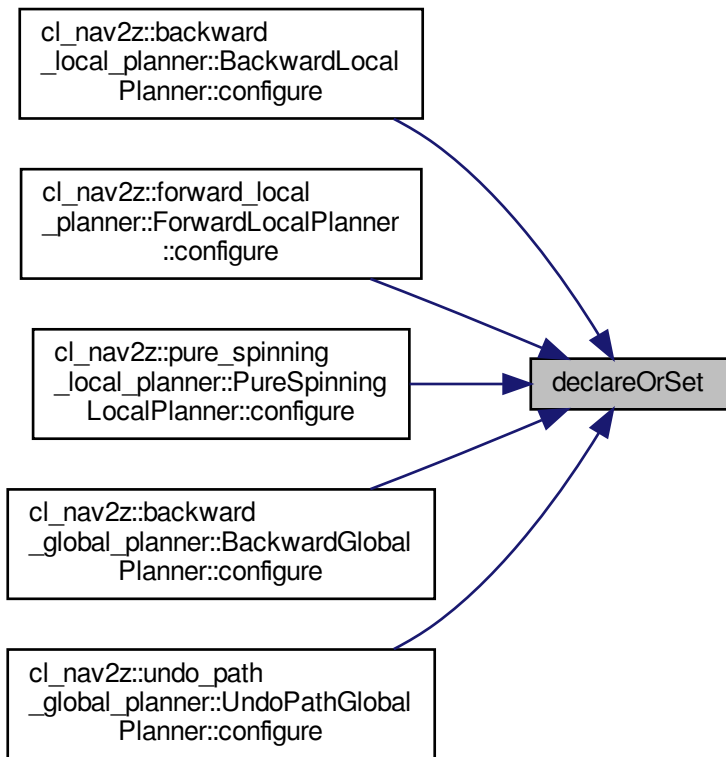 cl_nav2z::backward
_local_planner::BackwardLocal
Planner::configure
cl_nav2z::forward_local
_planner::ForwardLocalPlanner
::configure
cl_nav2z::pure_spinning
_local_planner::PureSpinning
LocalPlanner::configure
declareOrSet
cl_nav2z::backward
_global_planner::BackwardGlobal
Planner::configure
cl_nav2z::undo_path
_global_planner::UndoPathGlobal
Planner::configure